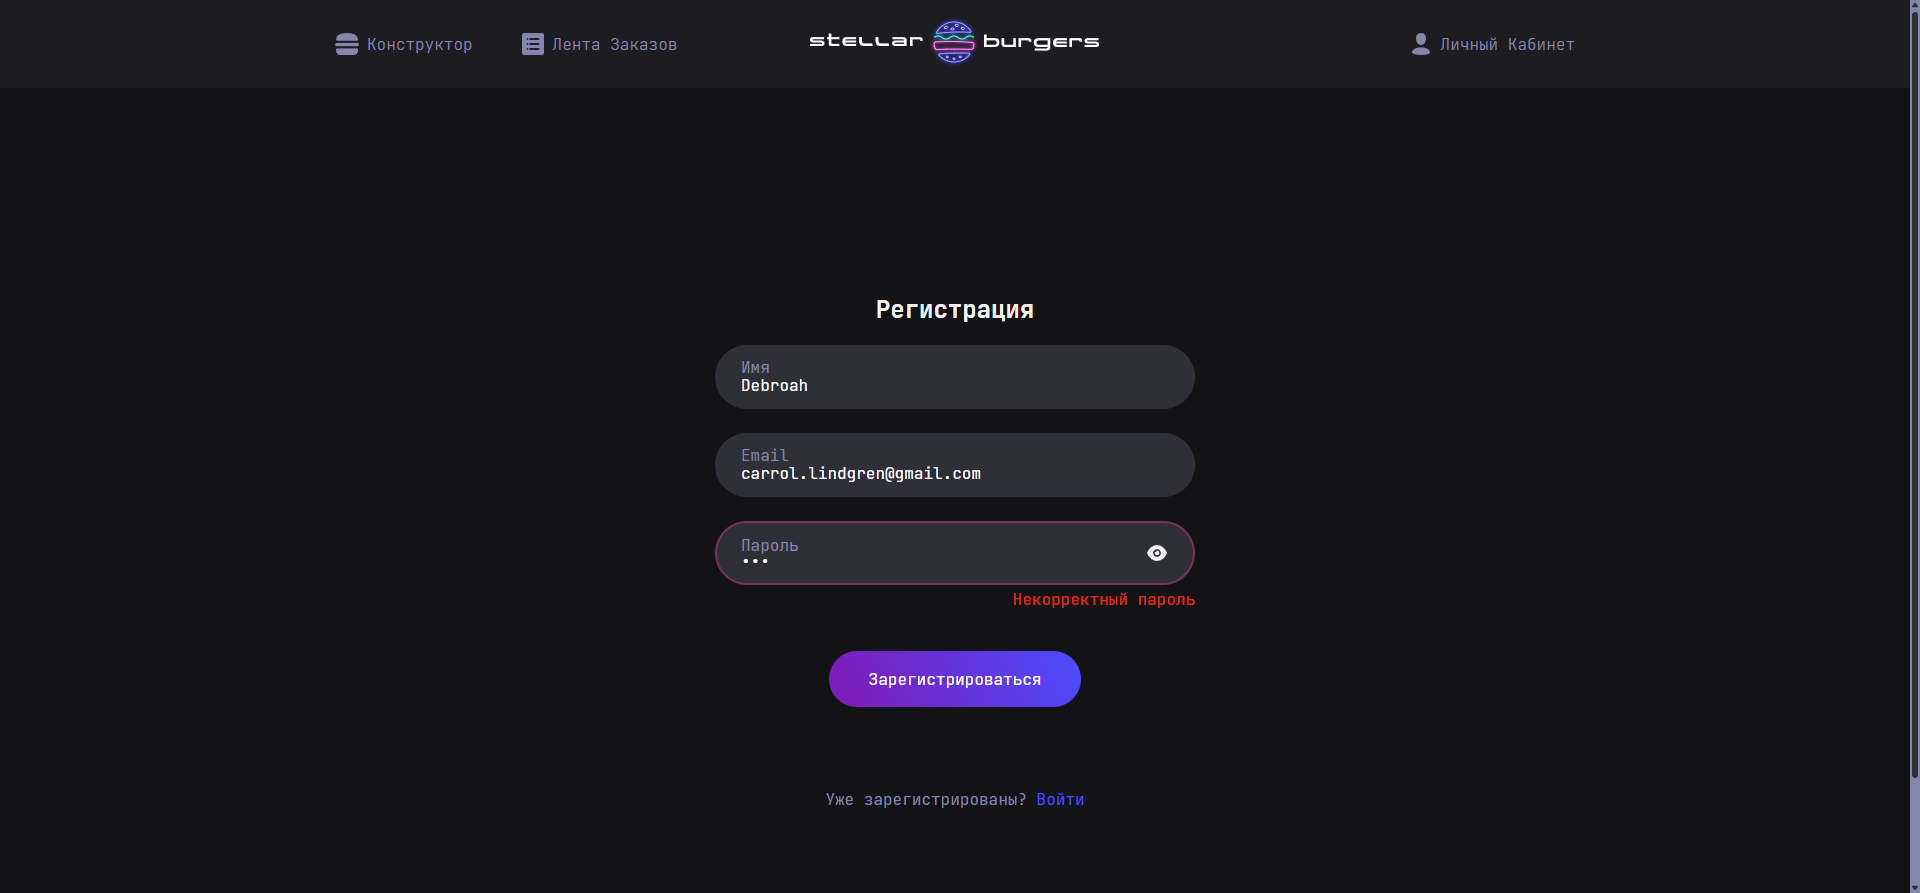 Конструктор
Лента Заказов
stellar burgers
Личный Кабинет
Регистрация
Имя
Debroah
Email
carrol.lindgren@gmail.com
Пароль
•••
Некорректный пароль
Зарегистрироваться
Уже зарегистрированы? Войти